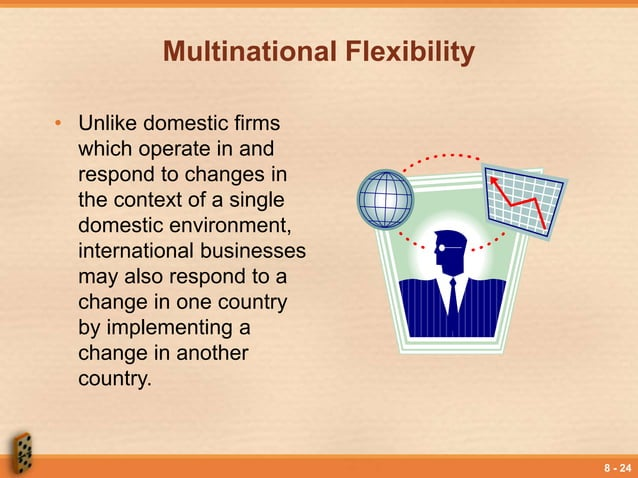 Multinational Flexibility
• Unlike domestic firms
which operate in and
respond to changes in
the context of a single
domestic environment,
international businesses
may also respond to a
change in one country
by implementing a
change in another
country.
8 - 24